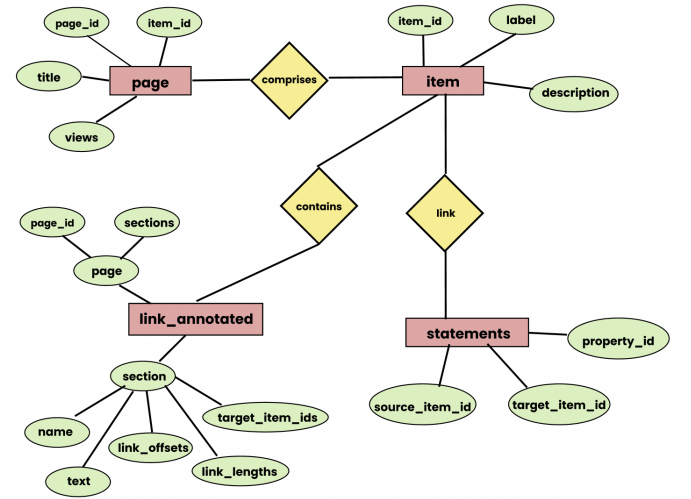 page_id
item_id
item_id
label
title
page
comprises
item
description
views
page_id
sections
contains
link
page
link_annotated
statements
property_id
section
source_item_id
target_item_id
target_item_ids
name
link_offsets
link_lengths
text